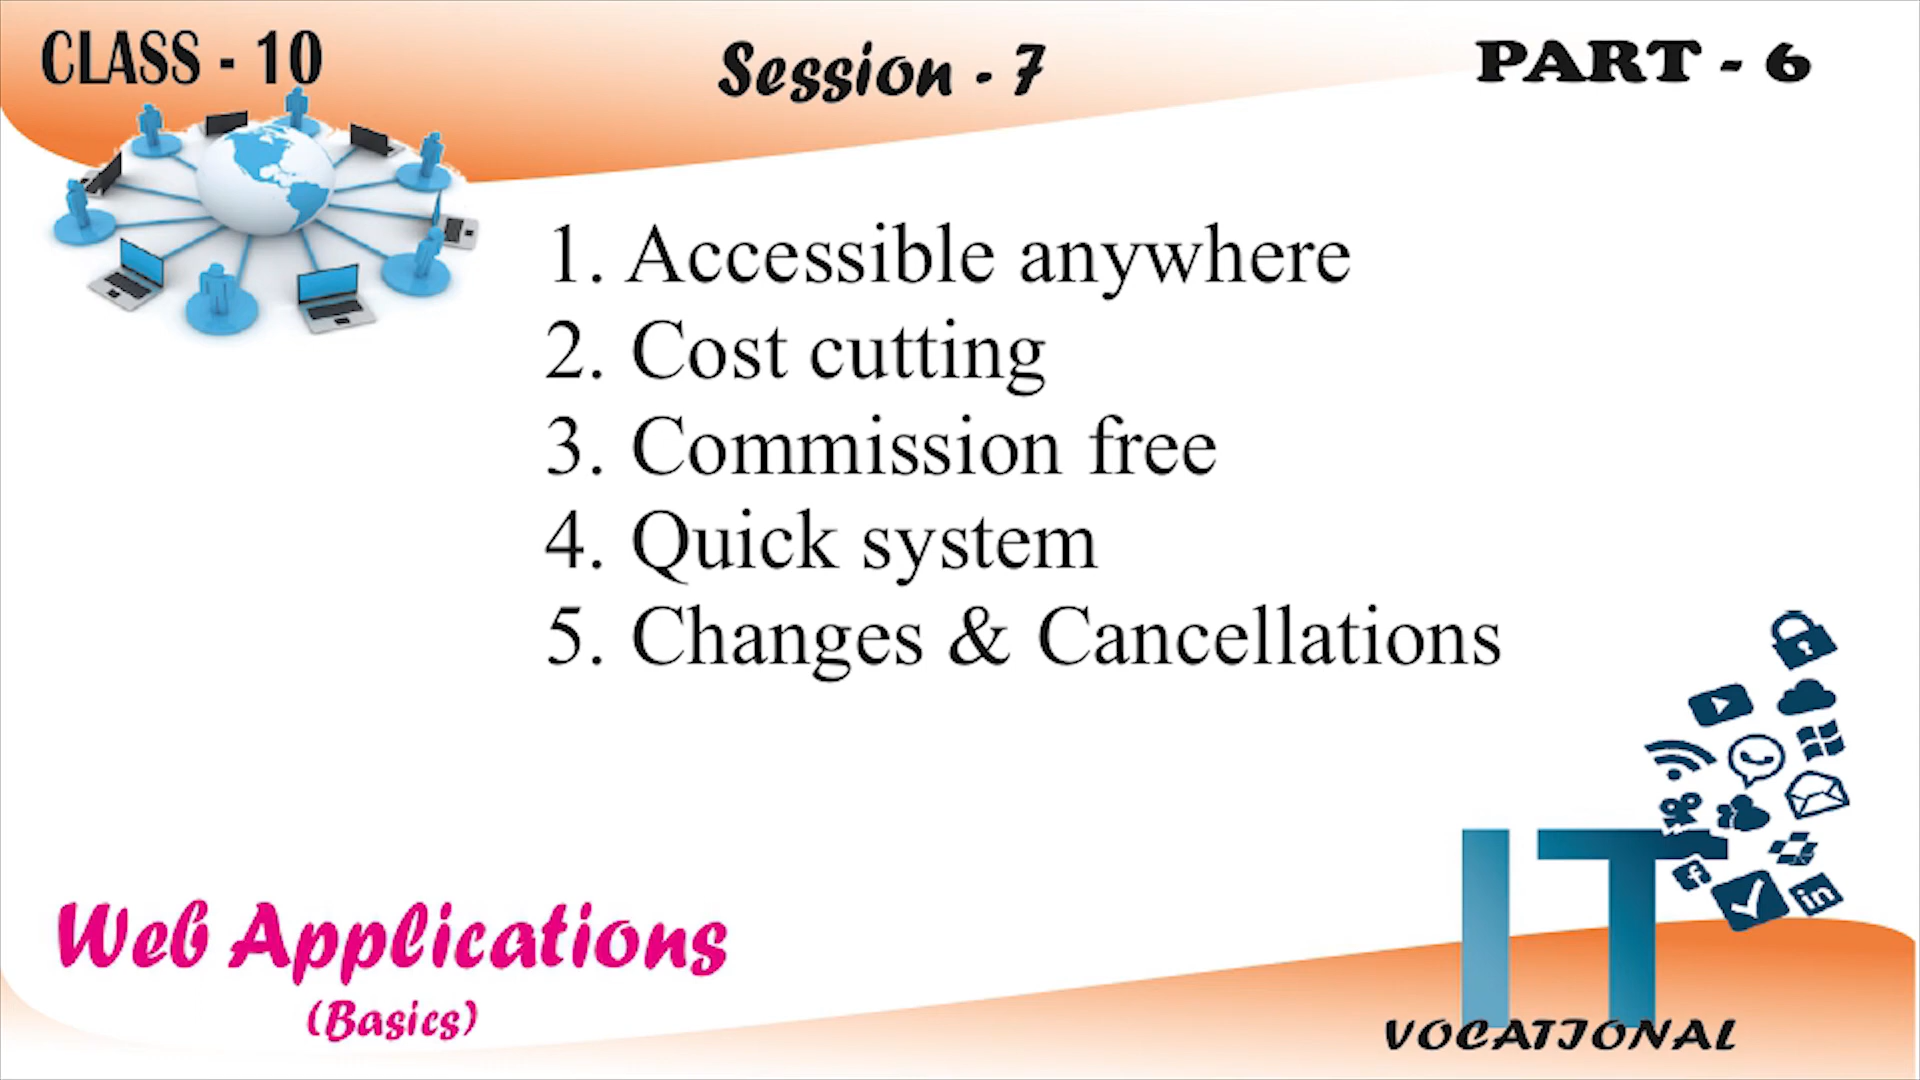 CLASS - 10
Session - 7
PART - 6
1. Accessible anywhere
2. Cost cutting
3. Commission free
4. Quick system
5. Changes & Cancellations
Web Applications
(Basics)
IT
VOCATIONAL
f
in